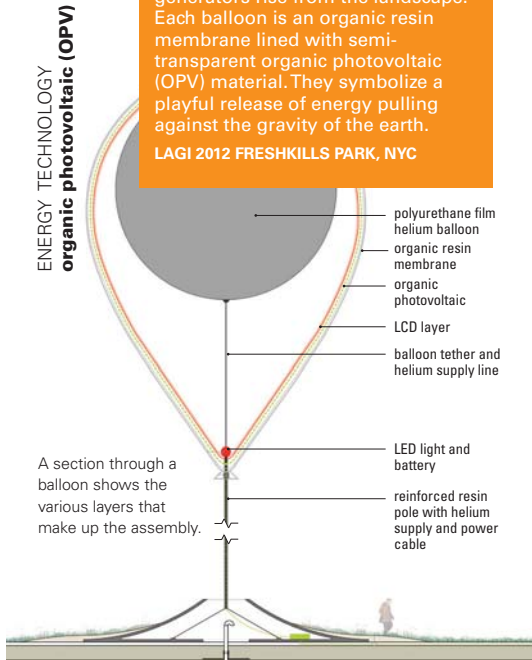 ENERGY TECHNOLOGY
organic photovoltaic (OPV)
generators rise from the landscape.
Each balloon is an organic resin
membrane lined with semi-
transparent organic photovoltaic
(OPV) material. They symbolize a
playful release of energy pulling
against the gravity of the earth.
LAGI 2012 FRESHKILLS PARK, NYC
polyurethane film
helium balloon
organic resin
membrane
organic
photovoltaic
LCD layer
balloon tether and
helium supply line
LED light and
battery
A section through a
balloon shows the
various layers that
make up the assembly.
reinforced resin
pole with helium
supply and power
cable